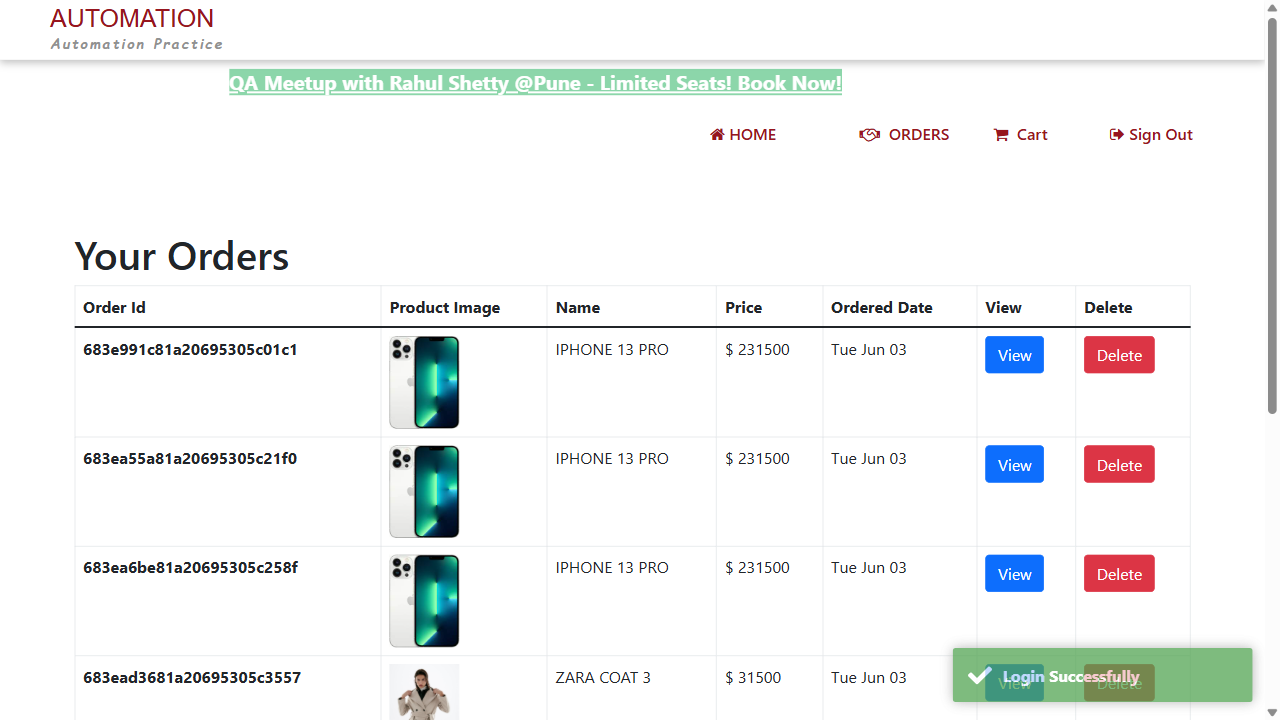 AUTOMATION
Automation Practice
QA Meetup with Rahul Shetty @Pune - Limited Seats! Book Now!
HOME ORDERS Cart Sign Out
Your Orders
Order Id Product Image Name Price Ordered Date View Delete
683e991c81a20695305c01c1 IPHONE 13 PRO $ 231500 Tue Jun 03 View Delete
683ea55a81a20695305c21f0 IPHONE 13 PRO $ 231500 Tue Jun 03 View Delete
683ea6be81a20695305c258f IPHONE 13 PRO $ 231500 Tue Jun 03 View Delete
683ead3681a20695305c3557 ZARA COAT 3 $ 31500 Tue Jun 03 View Delete
Login Successfully